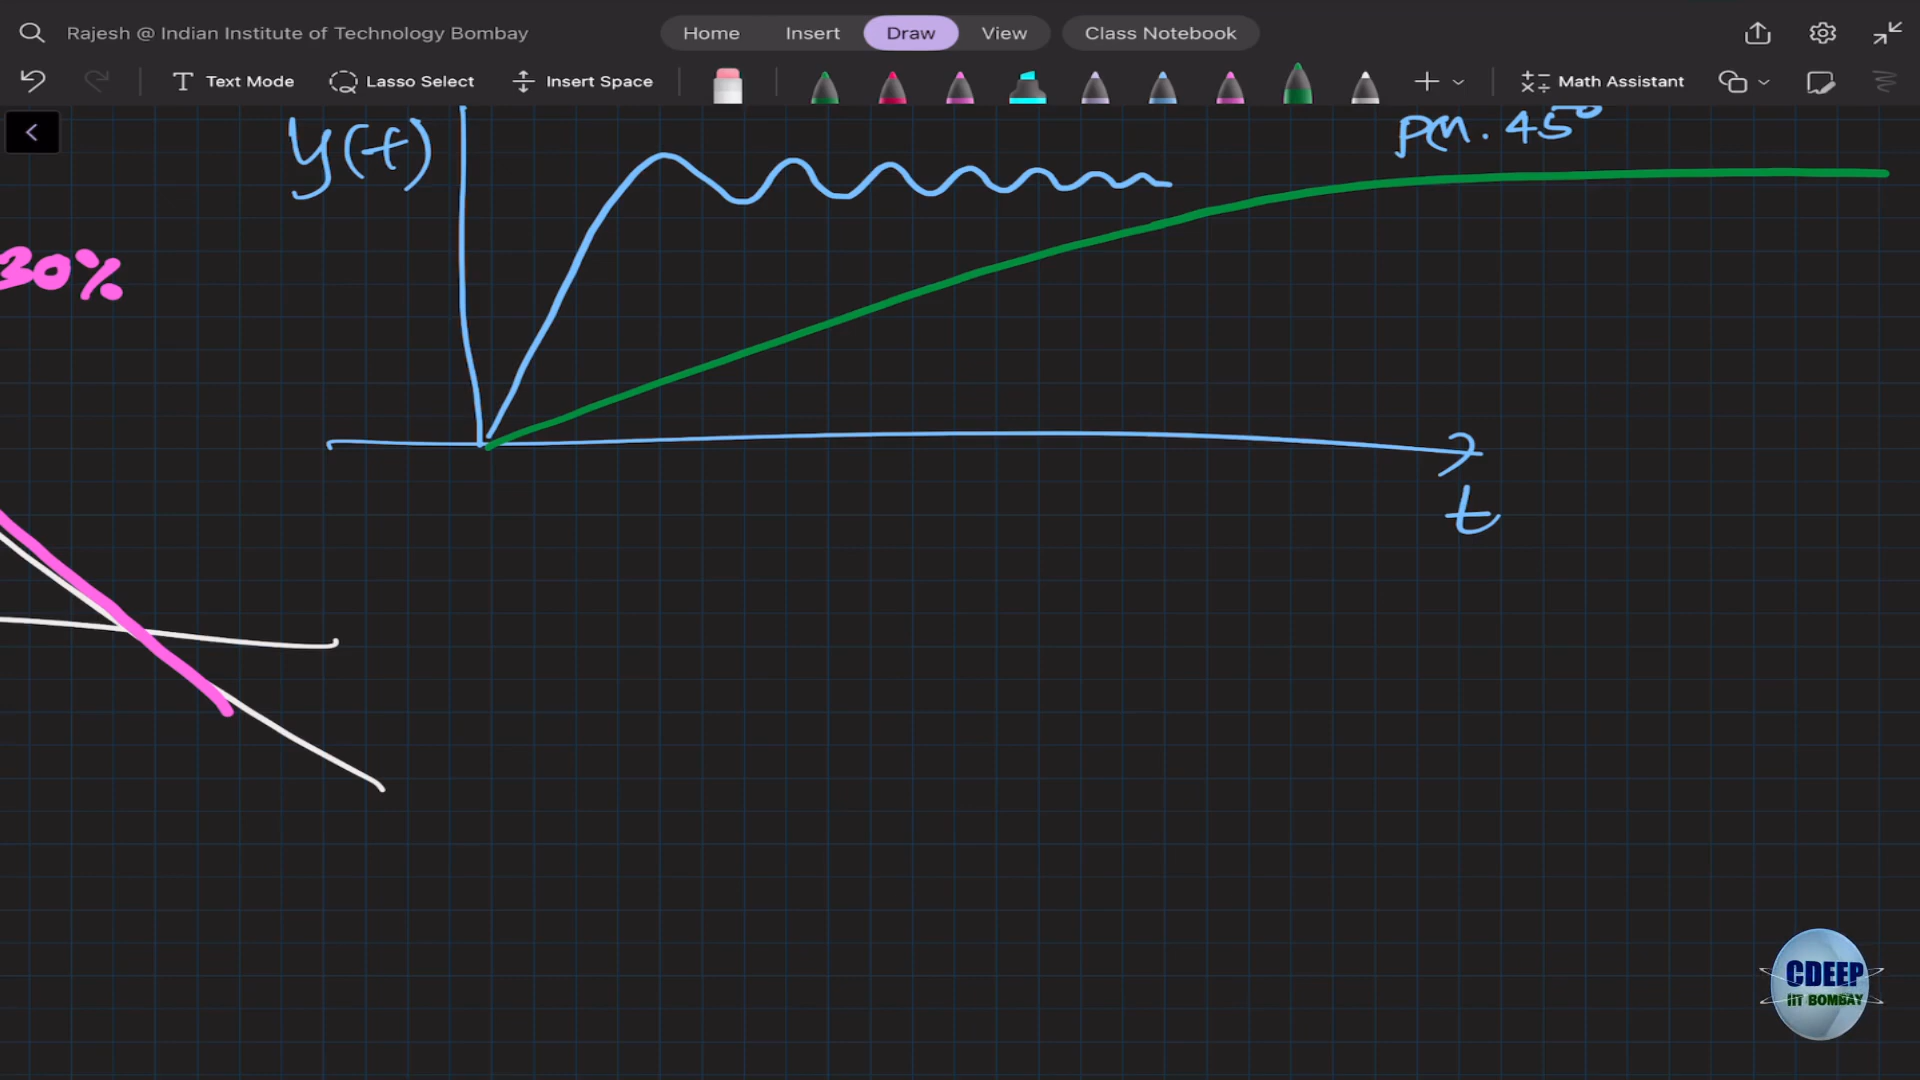 Rajesh @ Indian Institute of Technology Bombay
Home Insert Draw View Class Notebook
Text Mode Lasso Select Insert Space Math Assistant
y(t)
PM. 45°
30%
t
CDEEP
IIT BOMBAY